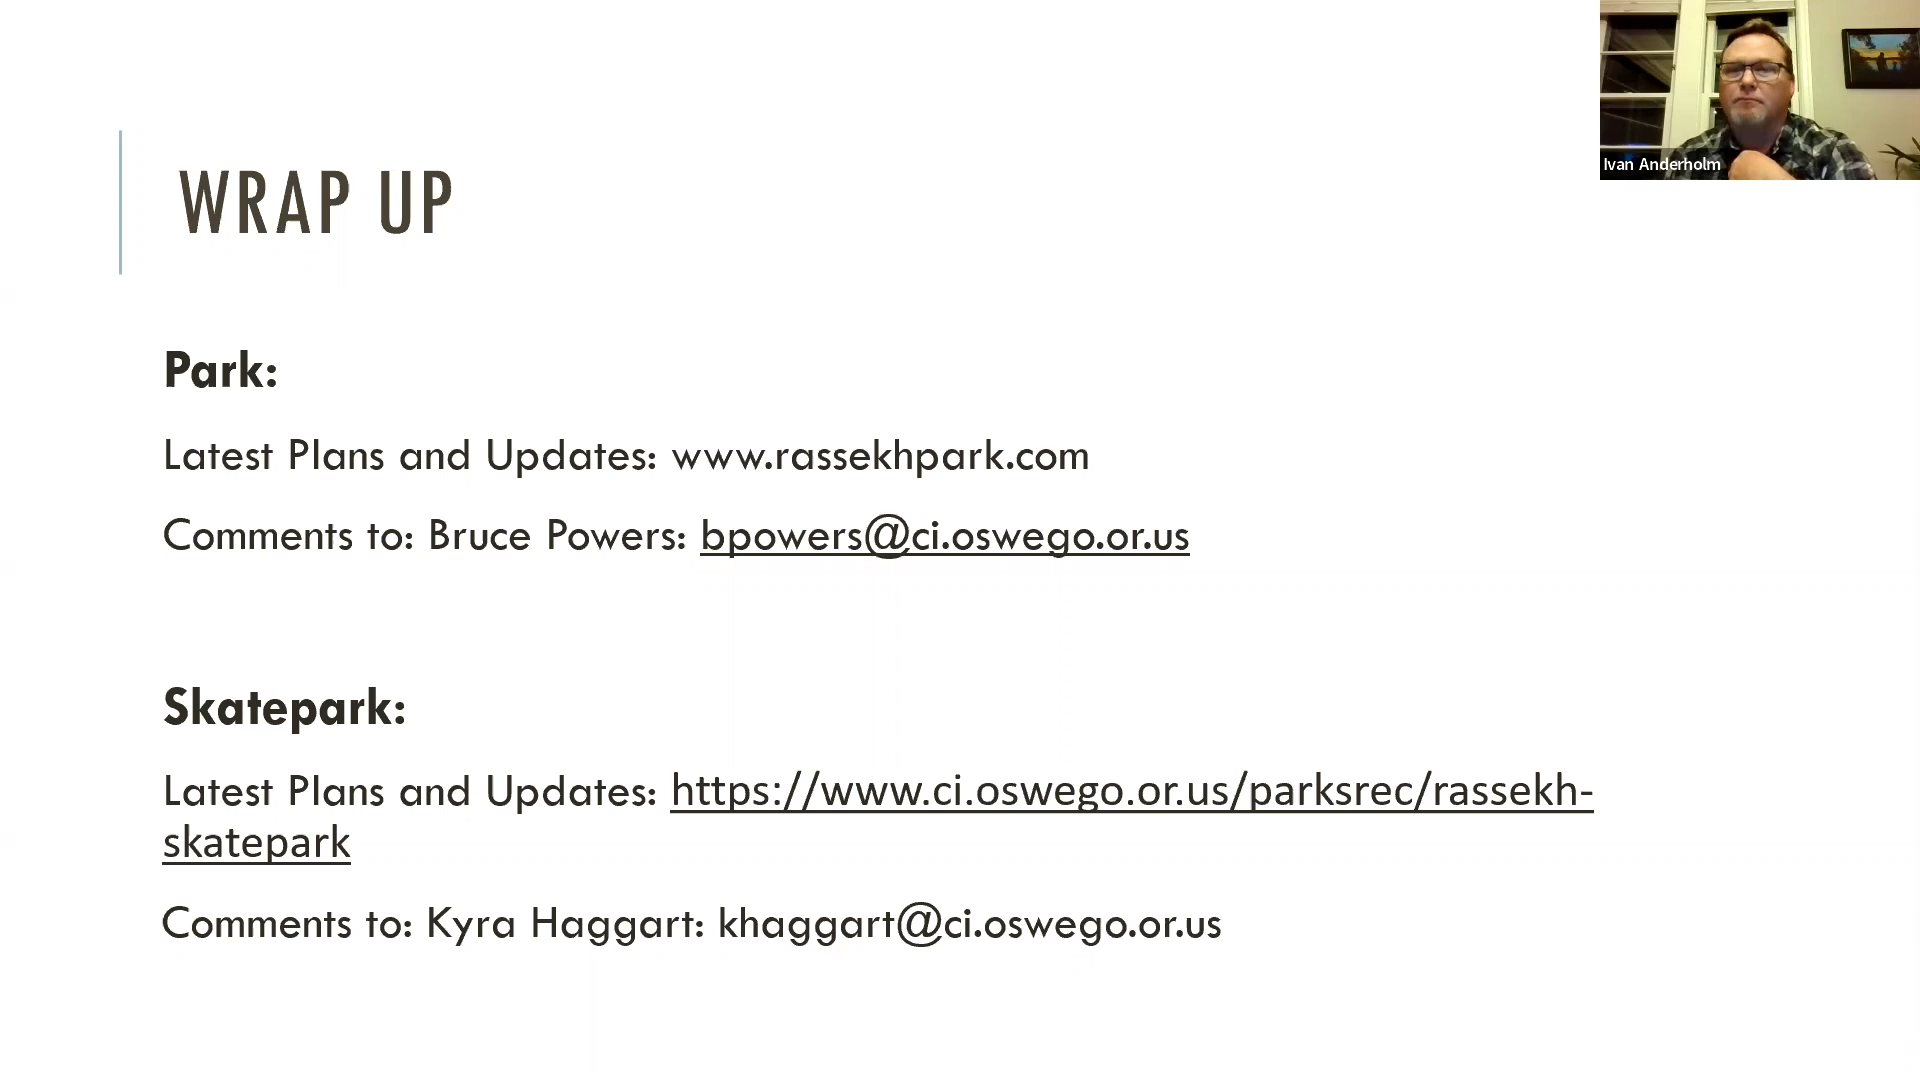 Ivan Anderholm
WRAP UP
Park:
Latest Plans and Updates: www.rassekhpark.com
Comments to: Bruce Powers: bpowers@ci.oswego.or.us
Skatepark:
Latest Plans and Updates: https://www.ci.oswego.or.us/parksrec/rassekh-
skatepark
Comments to: Kyra Haggart: khaggart@ci.oswego.or.us